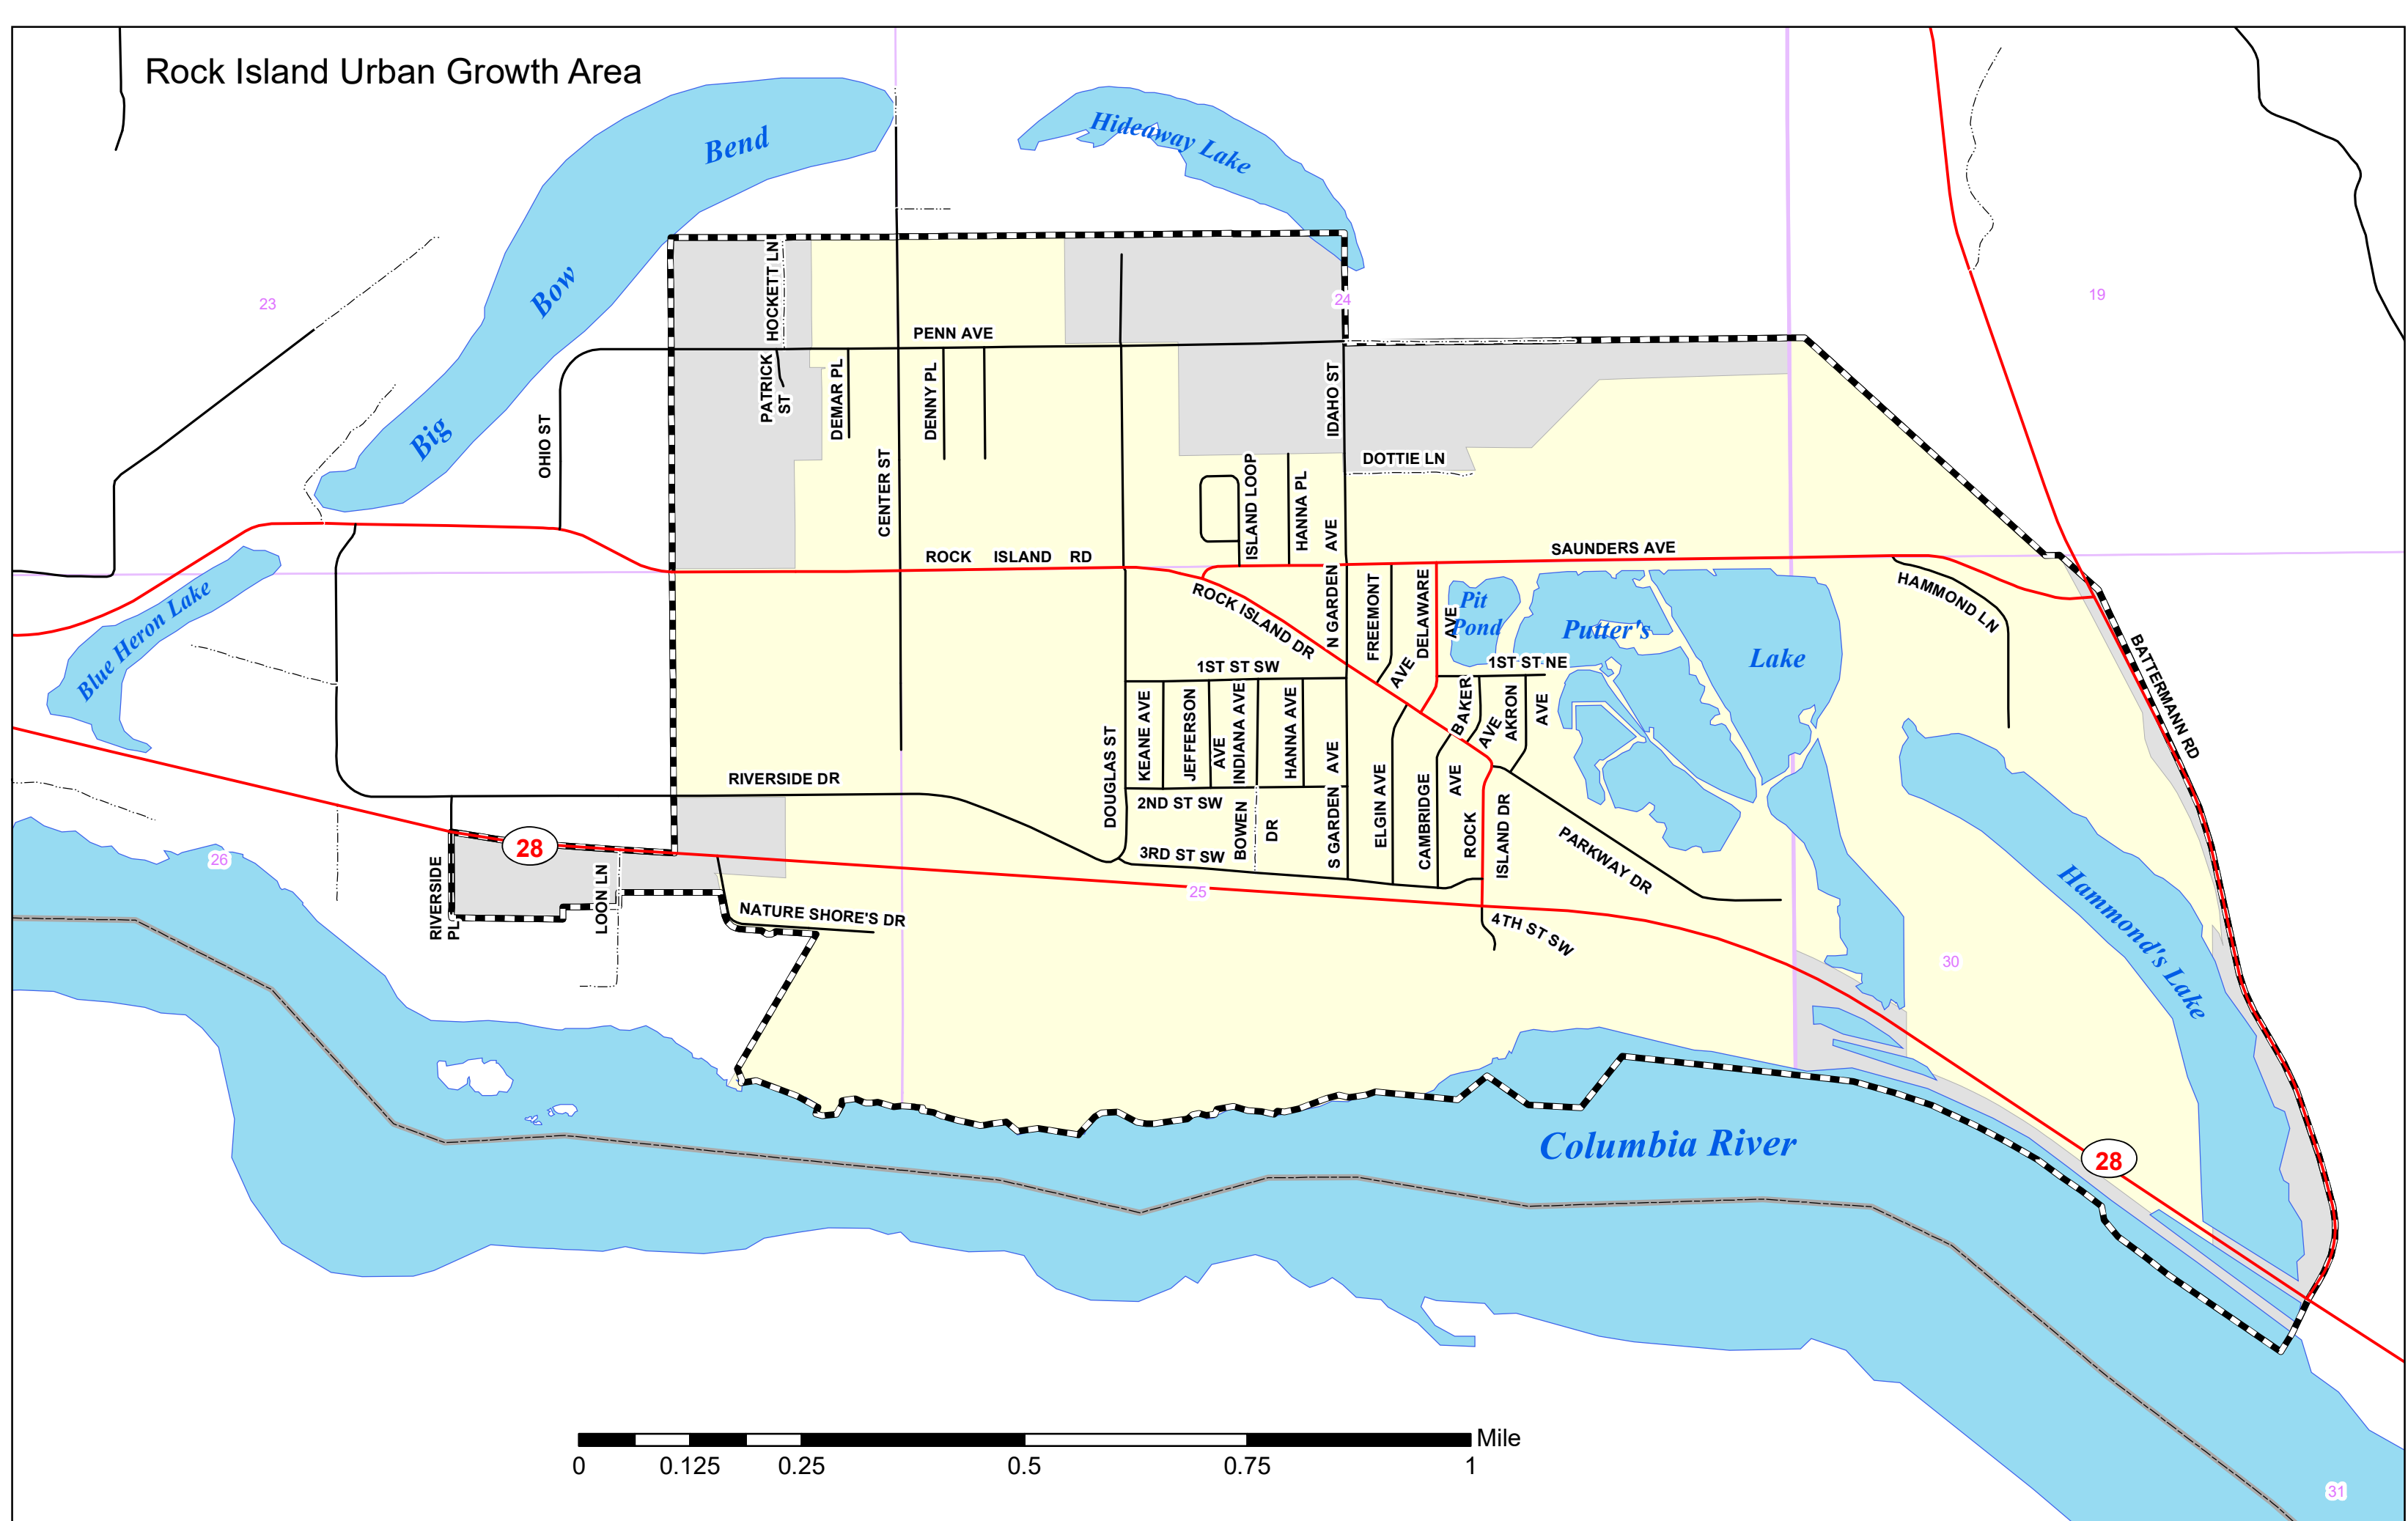 Rock Island Urban Growth Area
Bend
Hideaway Lake
Bow
Big
23
24
19
HOCKETT LN
PENN AVE
PATRICK
ST
DEMAR PL
DENNY PL
IDAHO ST
OHIO ST
CENTER ST
DOTTIE LN
ISLAND LOOP
HANNA PL
ROCK ISLAND RD
SAUNDERS AVE
Blue Heron Lake
ROCK ISLAND DR
N GARDEN AVE
FREEMONT
AVE
DELAWARE
AVE
Pit
Pond
Putter's
Lake
HAMMOND LN
BATTERMANN RD
1ST ST SW
1ST ST NE
KEANE AVE
JEFFERSON
AVE
INDIANA AVE
HANNA AVE
S GARDEN AVE
BAKER
AVE
AKRON
AVE
DOUGLAS ST
RIVERSIDE DR
2ND ST SW
BOWEN
DR
ELGIN AVE
CAMBRIDGE
AVE
ROCK
ISLAND DR
PARKWAY DR
3RD ST SW
28
26
25
RIVERSIDE
PL
LOON LN
NATURE SHORE'S DR
4TH ST SW
30
Hammond's Lake
Columbia River
28
Mile
0 0.125 0.25 0.5 0.75 1
31